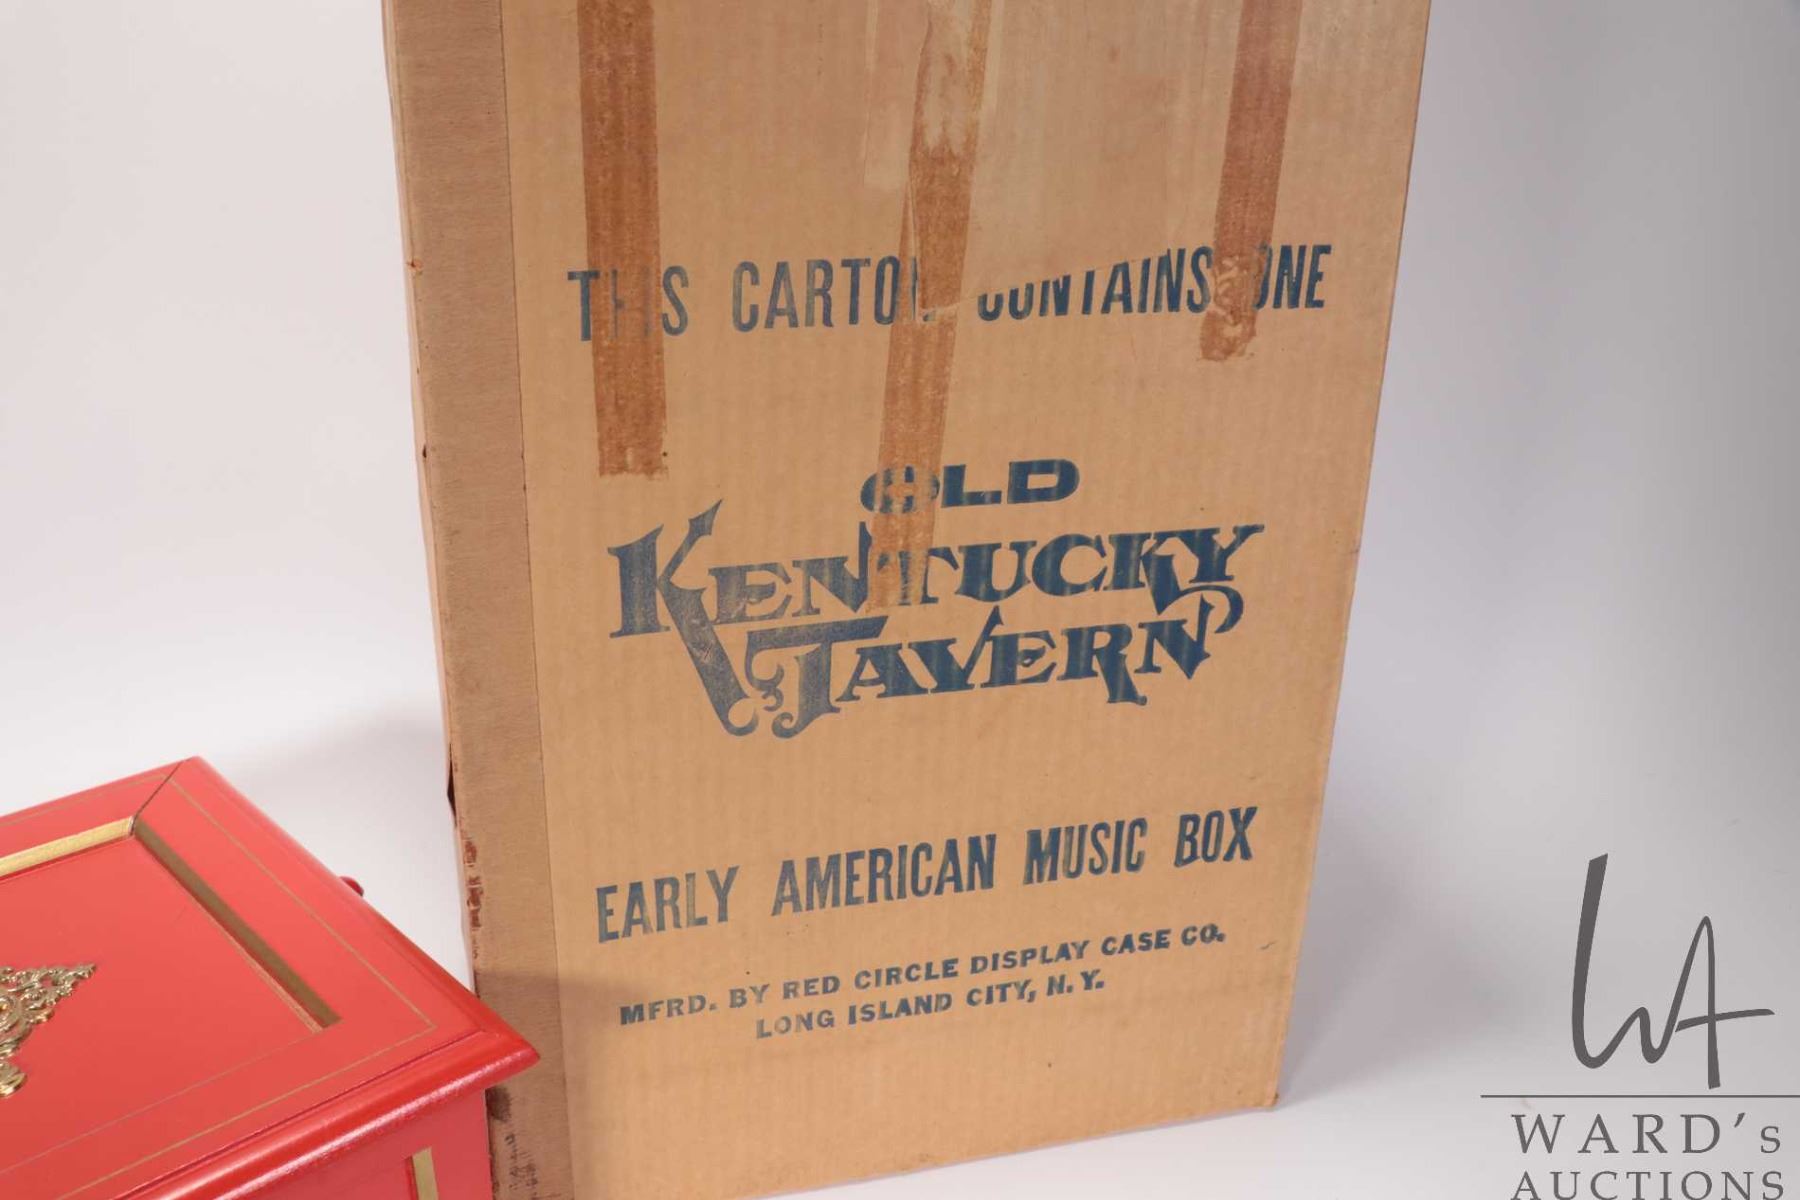 THIS CARTON CONTAINS ONE
OLD
KENTUCKY
TAVERN
EARLY AMERICAN MUSIC BOX
MFRD. BY RED CIRCLE DISPLAY CASE CO.
LONG ISLAND CITY, N.Y.
WA
WARD's
AUCTIONS